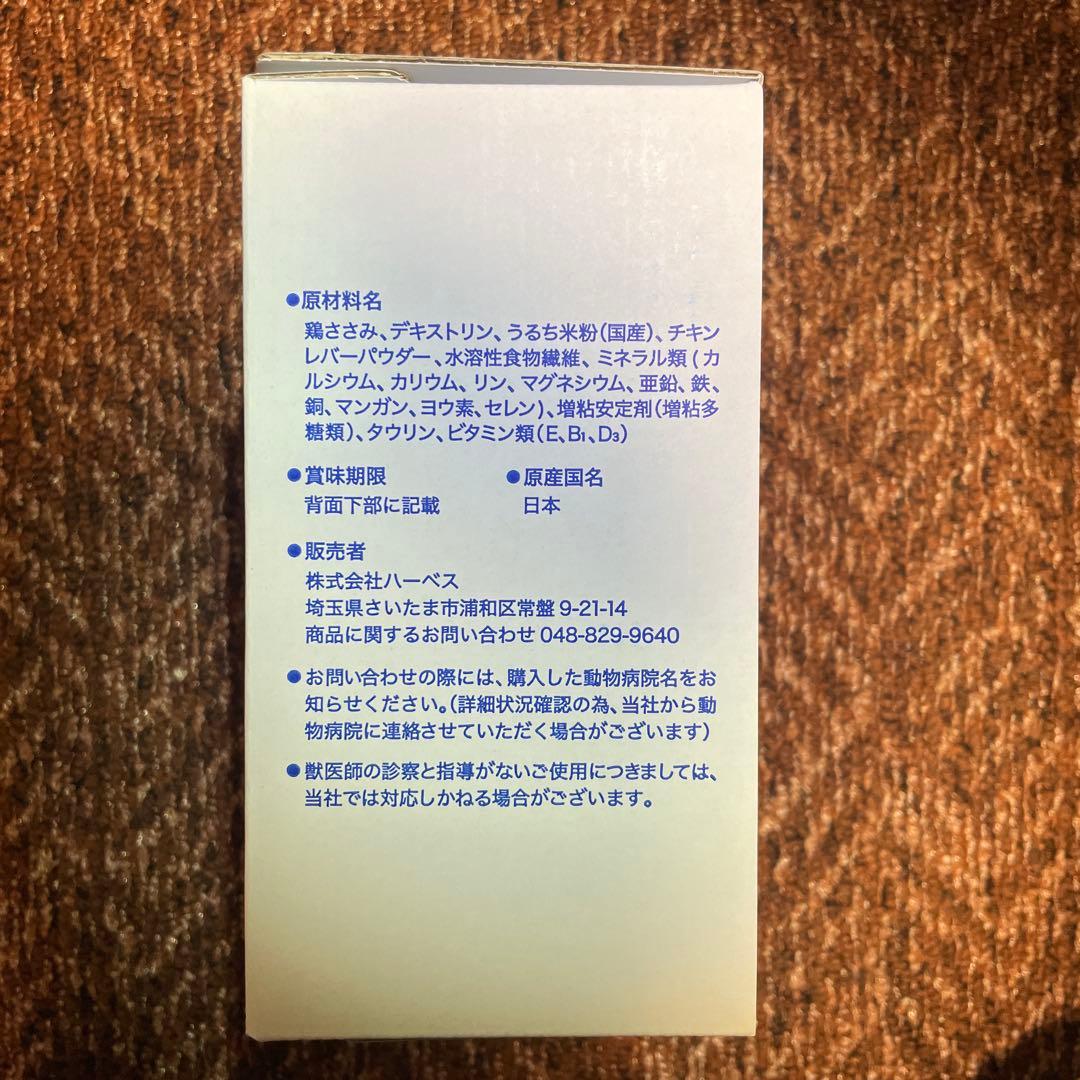 ●原材料名
鶏ささみ、デキストリン、うるち米粉(国産)、チキン
レバーパウダー、水溶性食物繊維、ミネラル類(カ
ルシウム、カリウム、リン、マグネシウム、亜鉛、鉄、
銅、マンガン、ヨウ素、セレン)、増粘安定剤(増粘多
糖類)、タウリン、ビタミン類(E、B₁、D₃)
●賞味期限 ●原産国名
背面下部に記載 日本
●販売者
株式会社ハーベス
埼玉県さいたま市浦和区常盤9-21-14
商品に関するお問い合わせ 048-829-9640
●お問い合わせの際には、購入した動物病院名をお
知らせください。(詳細状況確認の為、当社から動
物病院に連絡させていただく場合がございます)
●獣医師の診察と指導がないご使用につきましては、
当社では対応しかねる場合がございます。